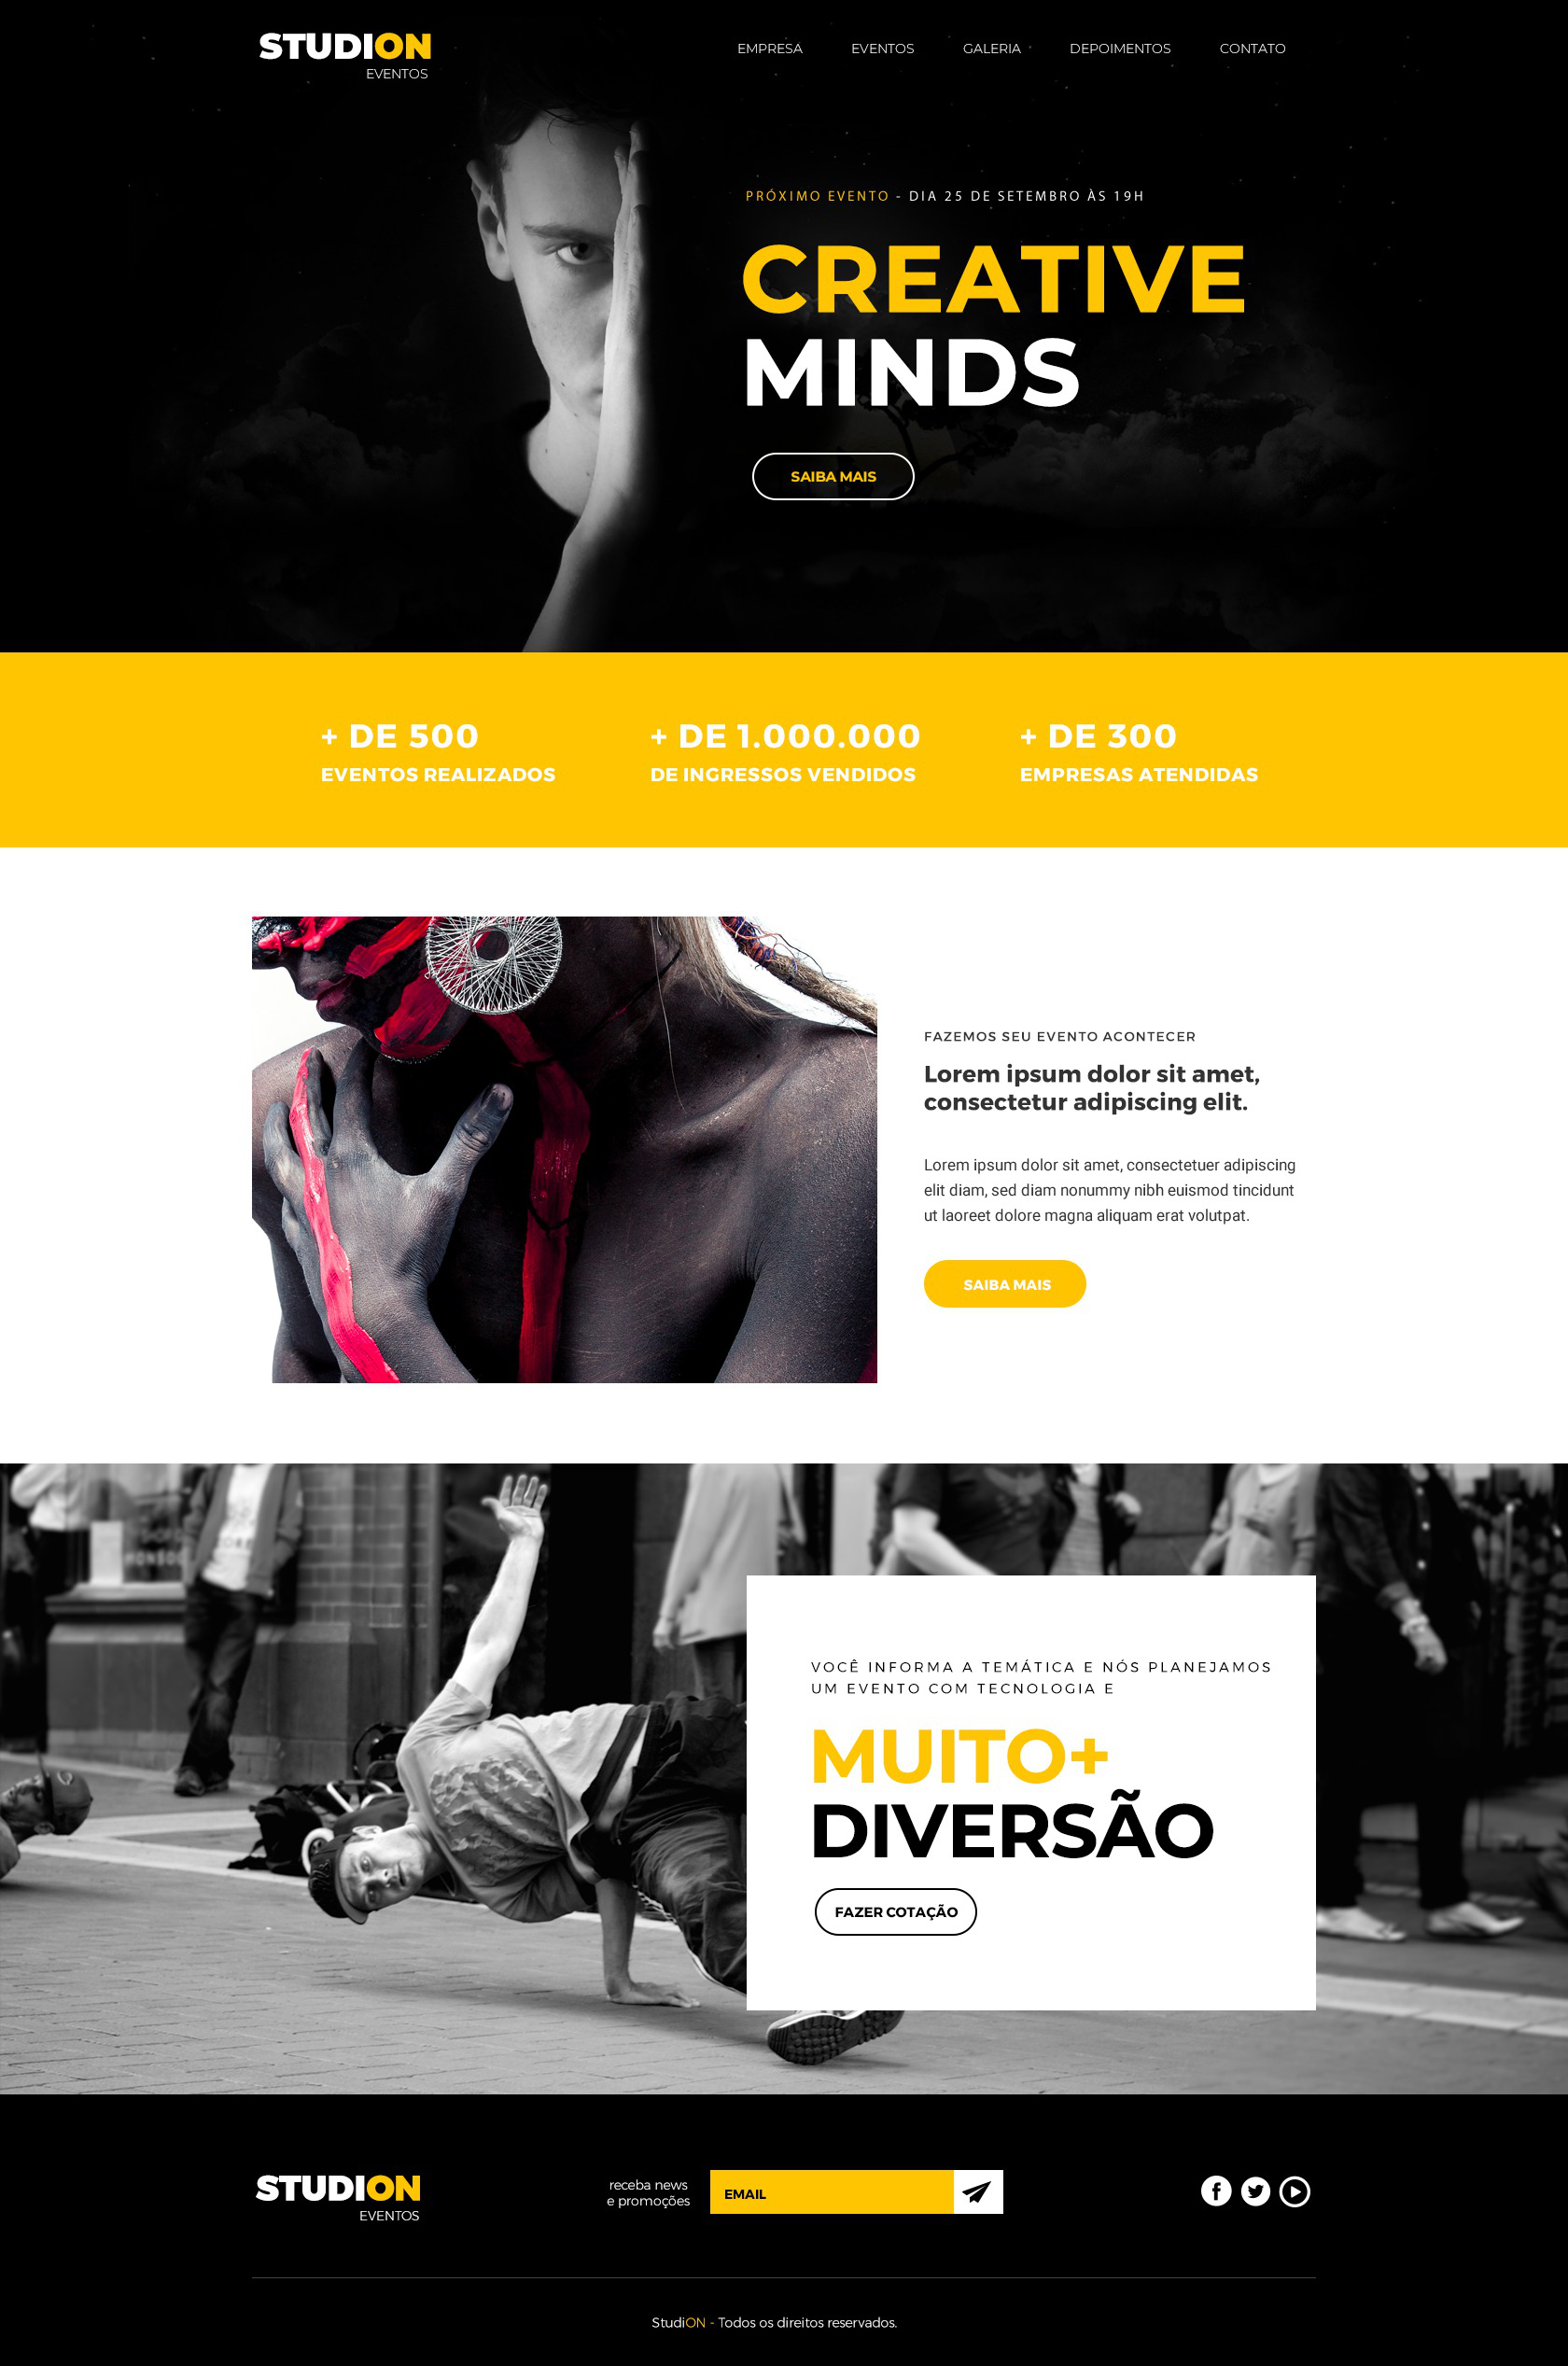 STUDION
EVENTOS
EMPRESA EVENTOS GALERIA DEPOIMENTOS CONTATO
PRÓXIMO EVENTO - DIA 25 DE SETEMBRO ÀS 19H
CREATIVE
MINDS
SAIBA MAIS
+ DE 500
EVENTOS REALIZADOS
+ DE 1.000.000
DE INGRESSOS VENDIDOS
+ DE 300
EMPRESAS ATENDIDAS
FAZEMOS SEU EVENTO ACONTECER
Lorem ipsum dolor sit amet,
consectetur adipiscing elit.
Lorem ipsum dolor sit amet, consectetuer adipiscing
elit diam, sed diam nonummy nibh euismod tincidunt
ut laoreet dolore magna aliquam erat volutpat.
SAIBA MAIS
VOCÊ INFORMA A TEMÁTICA E NÓS PLANEJAMOS
UM EVENTO COM TECNOLOGIA E
MUITO+
DIVERSÃO
FAZER COTAÇÃO
STUDION
EVENTOS
receba news
e promoções
EMAIL
StudiON - Todos os direitos reservados.